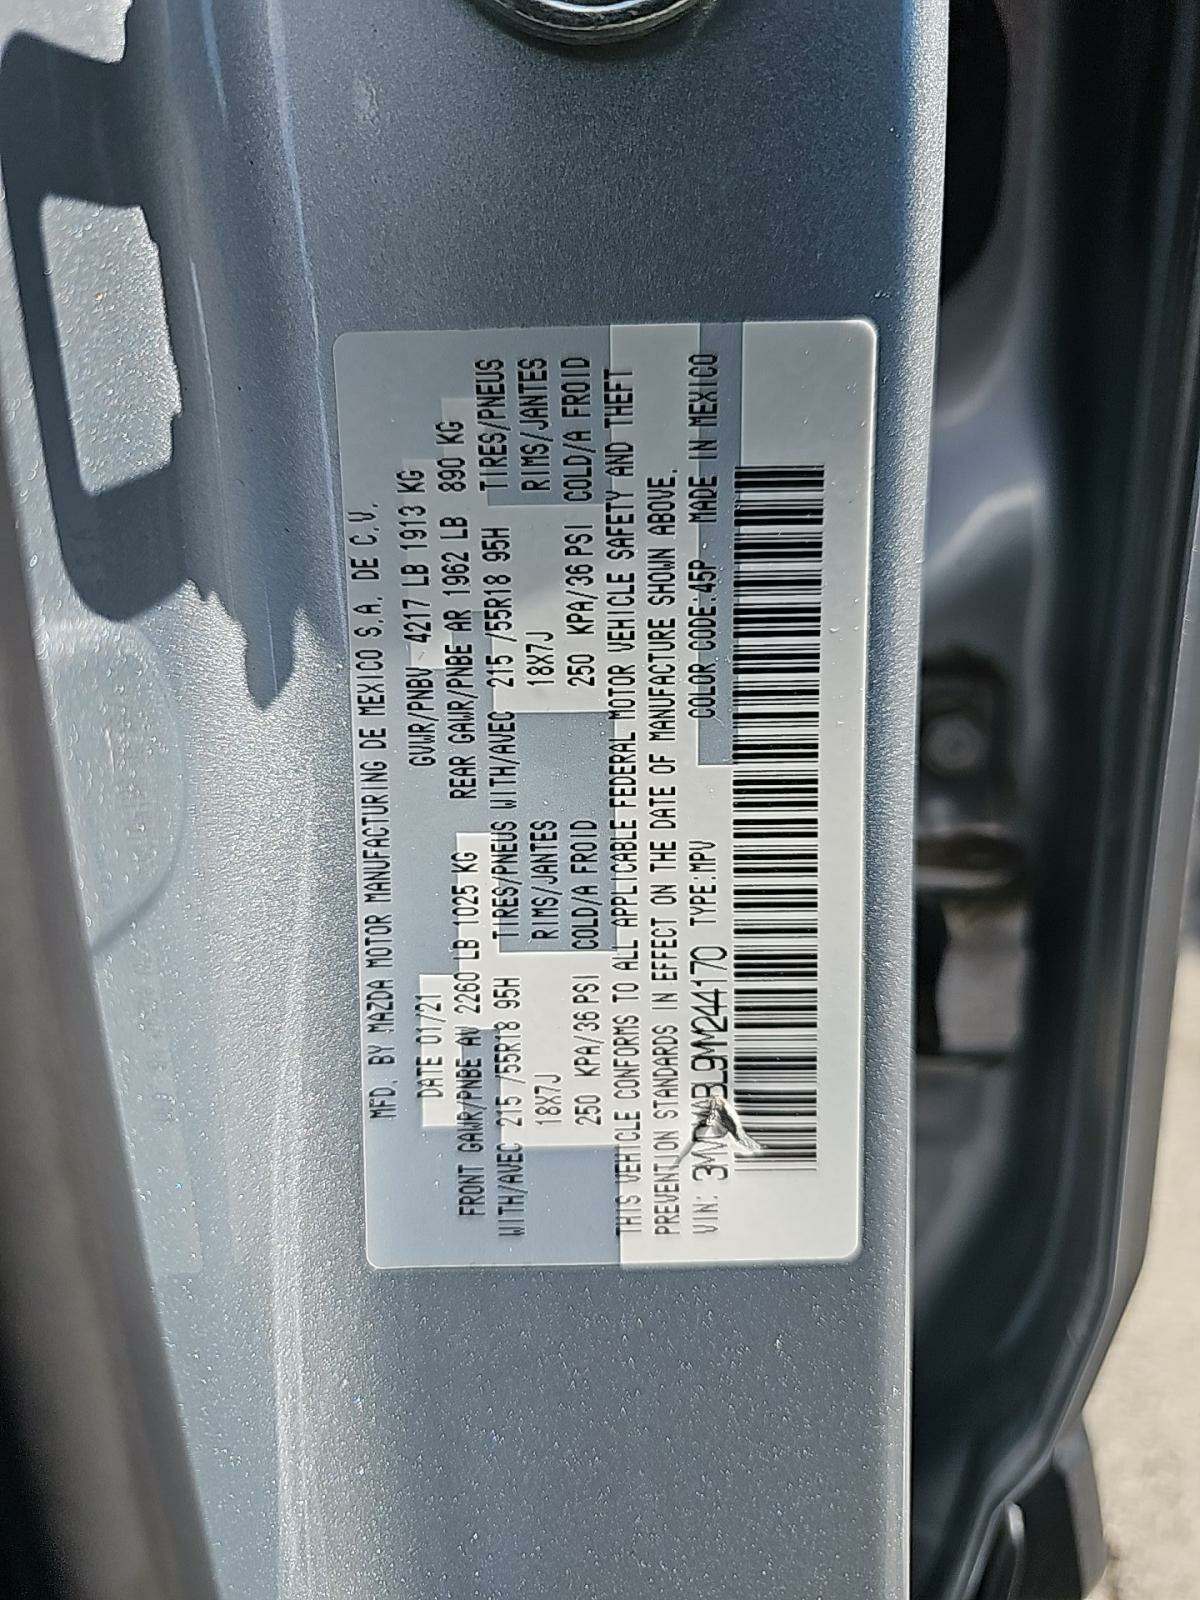 MFD. BY MAZDA MOTOR MANUFACTURING DE MEXICO S.A. DE C.V.
DATE 01/21 GVWR/PNBV 4217 LB 1913 KG
FRONT GAWR/PNBE AV 2260 LB 1025 KG REAR GAWR/PNBE AR 1962 LB 890 KG
WITH/AVEC 215 /55R18 95H TIRES/PNEUS WITH/AVEC 215 /55R18 95H TIRES/PNEUS
18X7J RIMS/JANTES 18X7J RIMS/JANTES
250 KPA/36 PSI COLD/A FROID 250 KPA/36 PSI COLD/A FROID
THIS VEHICLE CONFORMS TO ALL APPLICABLE FEDERAL MOTOR VEHICLE SAFETY AND THEFT
PREVENTION STANDARDS IN EFFECT ON THE DATE OF MANUFACTURE SHOWN ABOVE.
VIN: TYPE:MPV COLOR CODE:45P MADE IN MEXICO